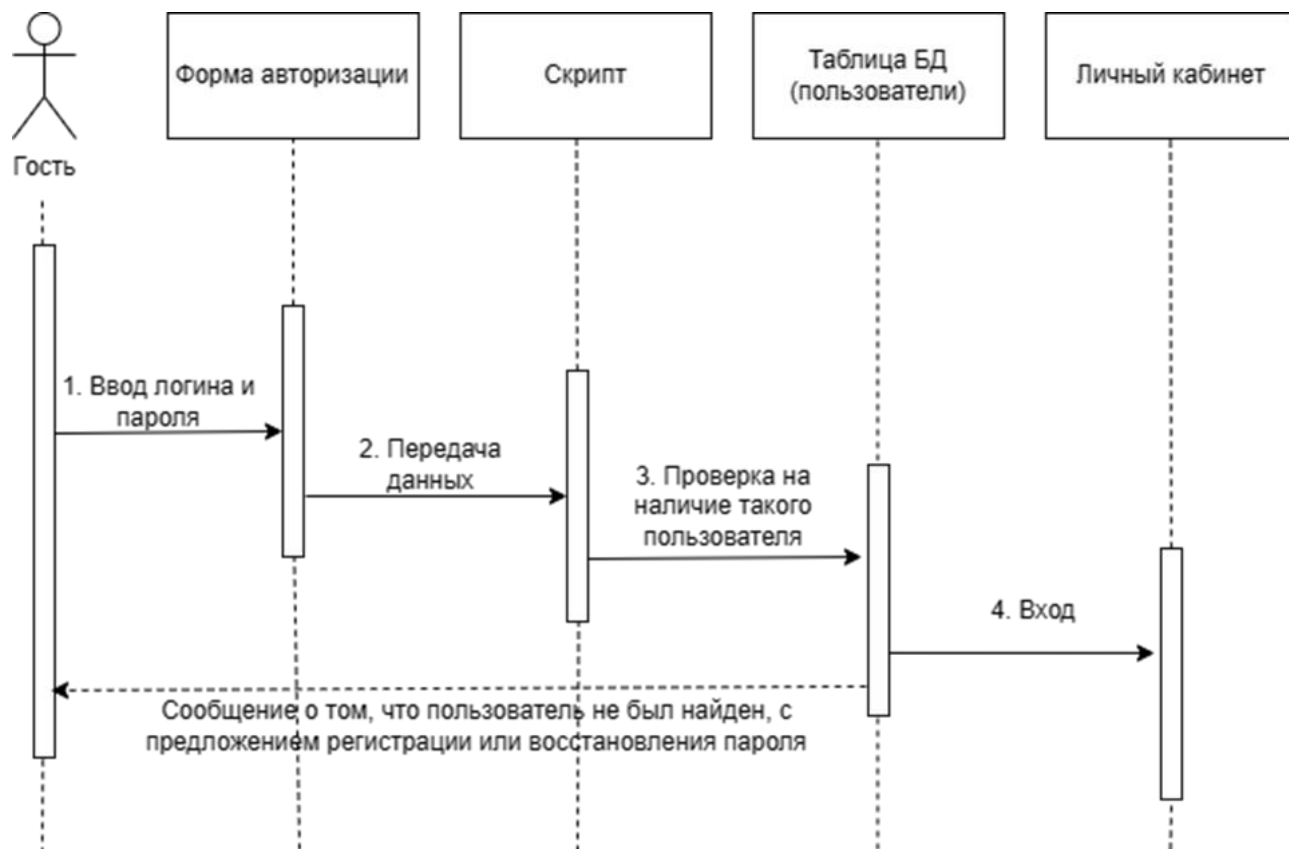 Гость
Форма авторизации
Скрипт
Таблица БД
(пользователи)
Личный кабинет
1. Ввод логина и
пароля
2. Передача
данных
3. Проверка на
наличие такого
пользователя
4. Вход
Сообщение о том, что пользователь не был найден, с
предложением регистрации или восстановления пароля